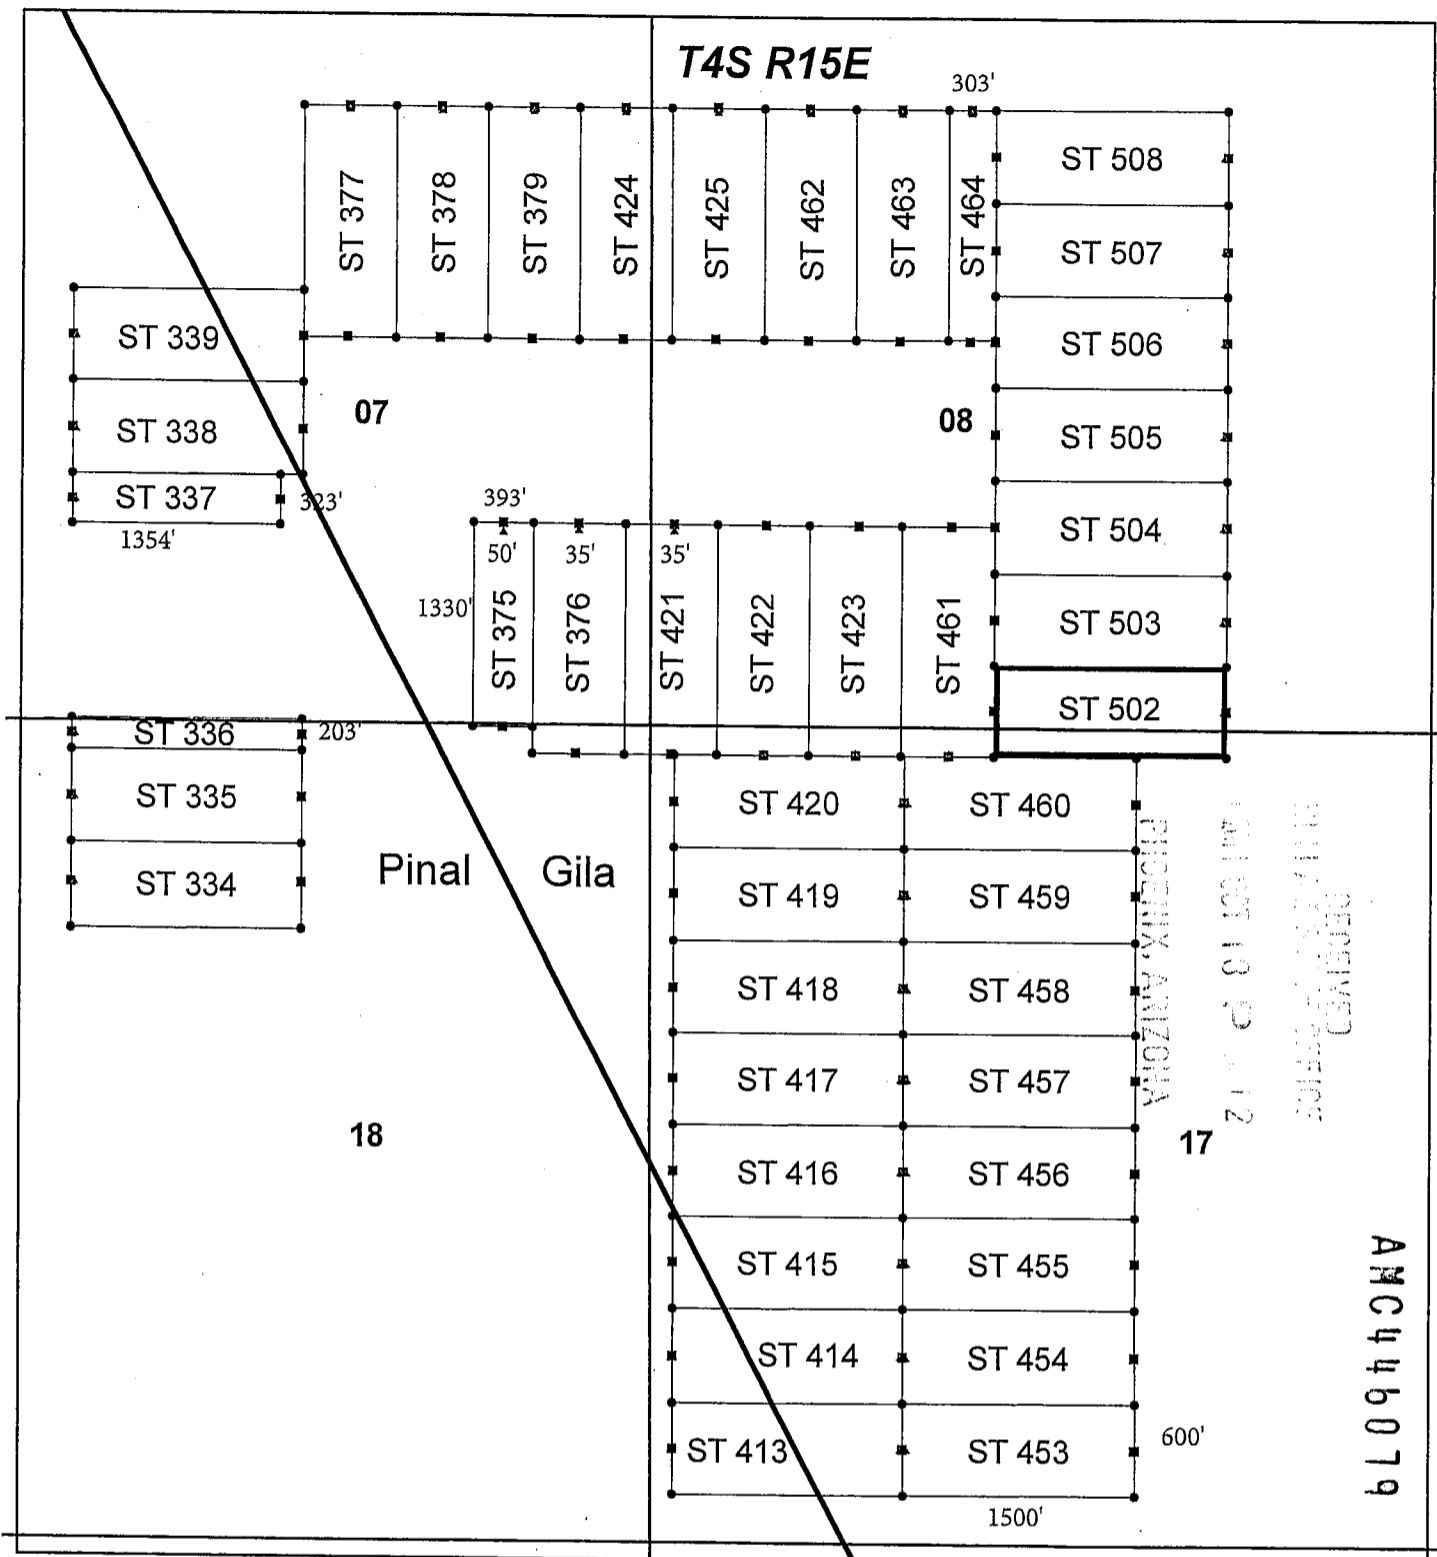 T4S R15E
303'
ST 377
ST 378
ST 379
ST 424
ST 425
ST 462
ST 463
ST 464
ST 508
ST 507
ST 506
ST 505
ST 504
ST 503
ST 502
ST 339
ST 338
ST 337
323'
1354'
07
08
393'
50'
35'
35'
1330'
ST 375
ST 376
ST 421
ST 422
ST 423
ST 461
ST 336
203'
ST 335
ST 334
Pinal
Gila
ST 420
ST 460
ST 419
ST 459
ST 418
ST 458
ST 417
ST 457
ST 416
ST 456
ST 415
ST 455
ST 414
ST 454
ST 413
ST 453
600'
1500'
18
17
RECEIVED
PHOENIX, ARIZONA
AMC446079